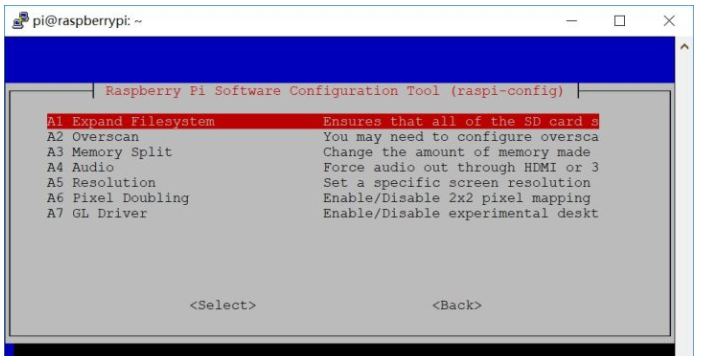 pi@raspberrypi: ~
Raspberry Pi Software Configuration Tool (raspi-config)
A1 Expand Filesystem Ensures that all of the SD card s
A2 Overscan You may need to configure oversca
A3 Memory Split Change the amount of memory made
A4 Audio Force audio out through HDMI or 3
A5 Resolution Set a specific screen resolution
A6 Pixel Doubling Enable/Disable 2x2 pixel mapping
A7 GL Driver Enable/Disable experimental deskt
<Select> <Back>